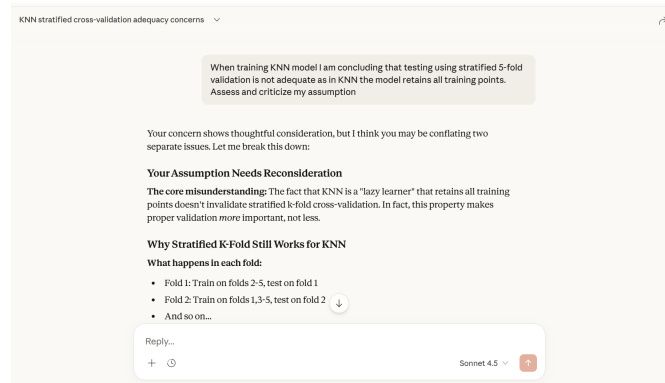 KNN stratified cross-validation adequacy concerns
When training KNN model I am concluding that testing using stratified 5-fold
validation is not adequate as in KNN the model retains all training points.
Assess and criticize my assumption
Your concern shows thoughtful consideration, but I think you may be conflating two
separate issues. Let me break this down:
Your Assumption Needs Reconsideration
The core misunderstanding: The fact that KNN is a "lazy learner" that retains all training
points doesn't invalidate stratified k-fold cross-validation. In fact, this property makes
proper validation more important, not less.
Why Stratified K-Fold Still Works for KNN
What happens in each fold:
• Fold 1: Train on folds 2-5, test on fold 1
• Fold 2: Train on folds 1,3-5, test on fold 2
• And so on...
Reply...
Sonnet 4.5